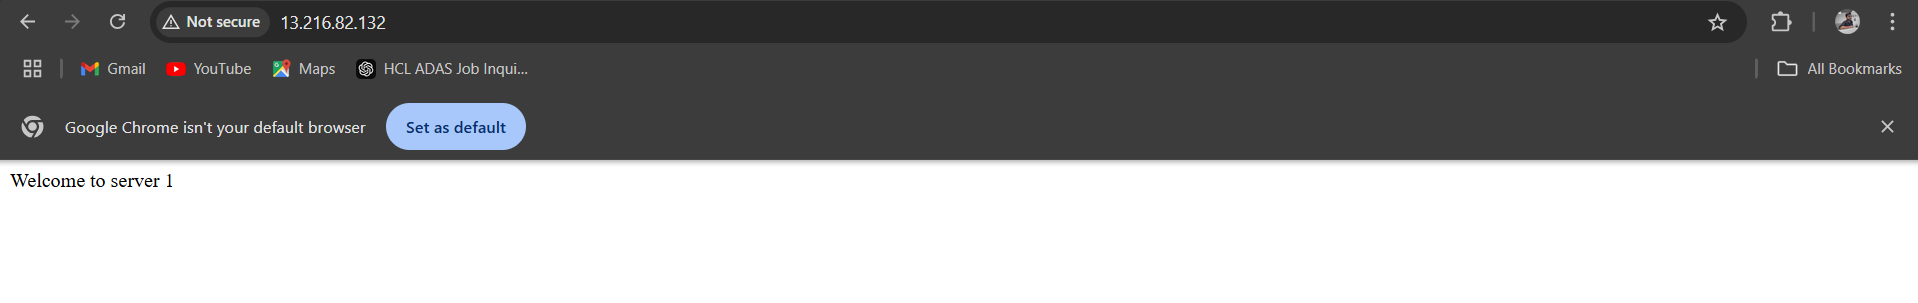 Not secure 13.216.82.132
Gmail YouTube Maps HCL ADAS Job Inqui... All Bookmarks
Google Chrome isn't your default browser Set as default
Welcome to server 1